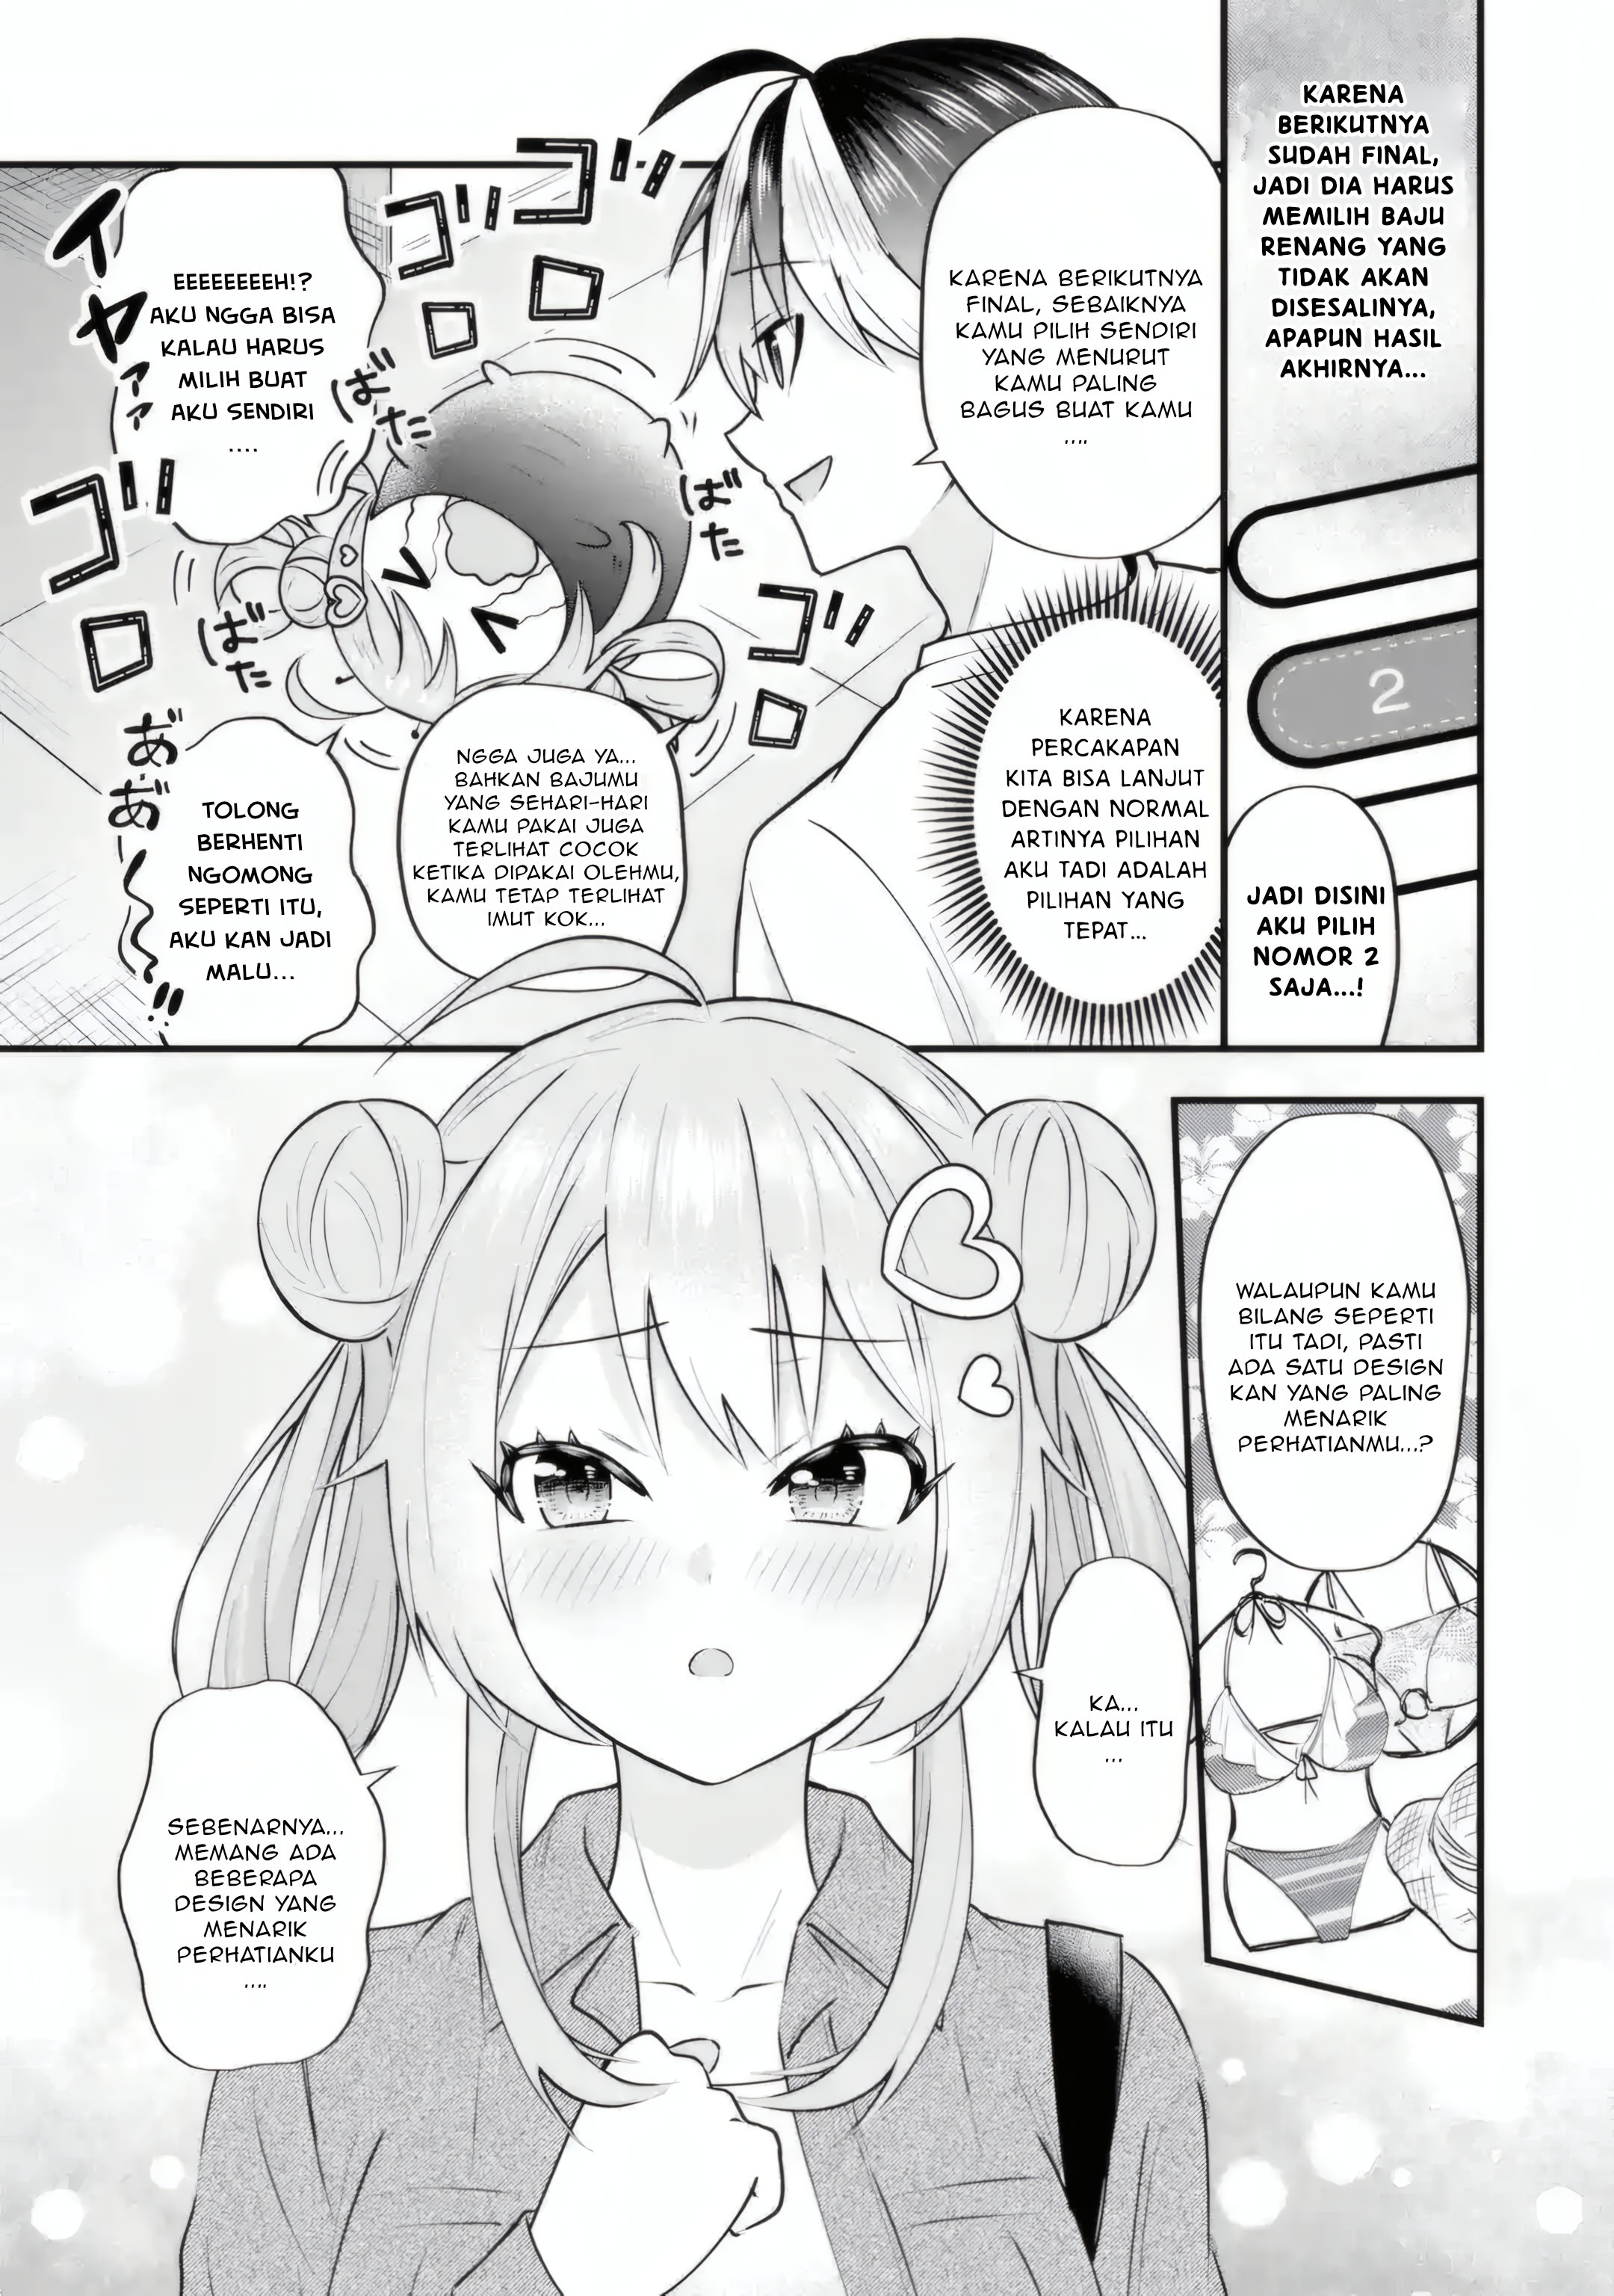 KARENA
BERIKUTNYA
SUDAH FINAL,
JADI DIA HARUS
MEMILIH BAJU
RENANG YANG
TIDAK AKAN
DISESALINYA,
APAPUN HASIL
AKHIRNYA...
2
JADI DISINI
AKU PILIH
NOMOR 2
SAJA...!
KARENA BERIKUTNYA
FINAL, SEBAIKNYA
KAMU PILIH SENDIRI
YANG MENURUT
KAMU PALING
BAGUS BUAT KAMU
....
KARENA
PERCAKAPAN
KITA BISA LANJUT
DENGAN NORMAL
ARTINYA PILIHAN
AKU TADI ADALAH
PILIHAN YANG
TEPAT...
EEEEEEEEH!?
AKU NGGA BISA
KALAU HARUS
MILIH BUAT
AKU SENDIRI
....
イヤァァァ
ゴロ
ゴロ
ゴロ
ゴロ
ばた
ばた
ばた
NGGA JUGA YA...
BAHKAN BAJUMU
YANG SEHARI-HARI
KAMU PAKAI JUGA
TERLIHAT COCOK
KETIKA DIPAKAI OLEHMU,
KAMU TETAP TERLIHAT
IMUT KOK...
TOLONG
BERHENTI
NGOMONG
SEPERTI ITU,
AKU KAN JADI
MALU...
あ゛あ゛ー〜!!
WALAUPUN KAMU
BILANG SEPERTI
ITU TADI, PASTI
ADA SATU DESIGN
KAN YANG PALING
MENARIK
PERHATIANMU...?
KA...
KALAU ITU
...
SEBENARNYA...
MEMANG ADA
BEBERAPA
DESIGN YANG
MENARIK
PERHATIANKU
....